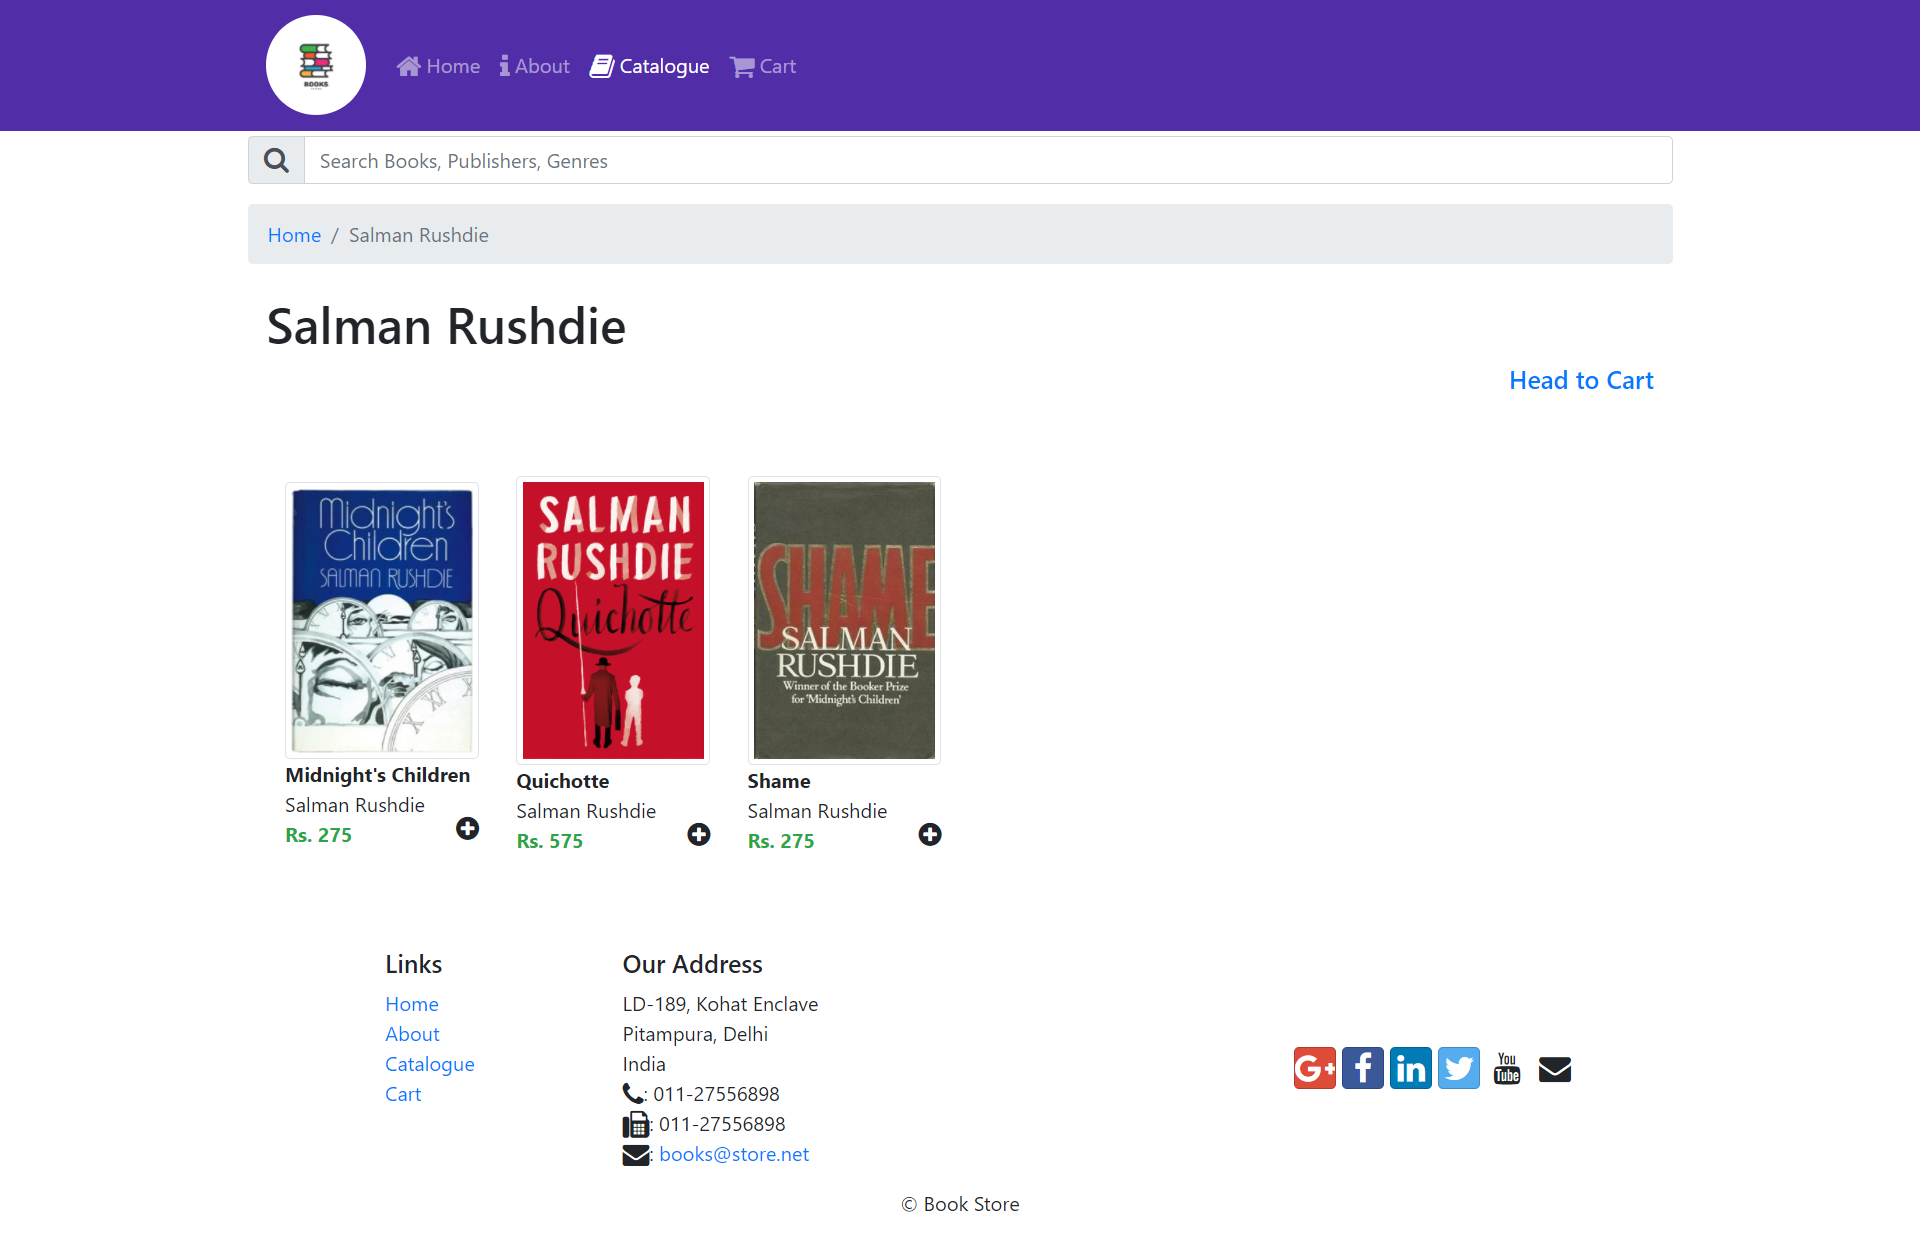 BOOKS
Home
About
Catalogue
Cart
Search Books, Publishers, Genres
Home / Salman Rushdie
Salman Rushdie
Head to Cart
Midnight's
Children
SALMAN RUSHDIE
XI
XII
Midnight's Children
Salman Rushdie
Rs. 275
SALMAN
RUSHDIE
Quichotte
Quichotte
Salman Rushdie
Rs. 575
SHAME
SALMAN
RUSHDIE
Winner of the Booker Prize
for 'Midnight's Children'
Shame
Salman Rushdie
Rs. 275
Links
Home
About
Catalogue
Cart
Our Address
LD-189, Kohat Enclave
Pitampura, Delhi
India
: 011-27556898
: 011-27556898
: books@store.net
G+
f
in
You
Tube
© Book Store